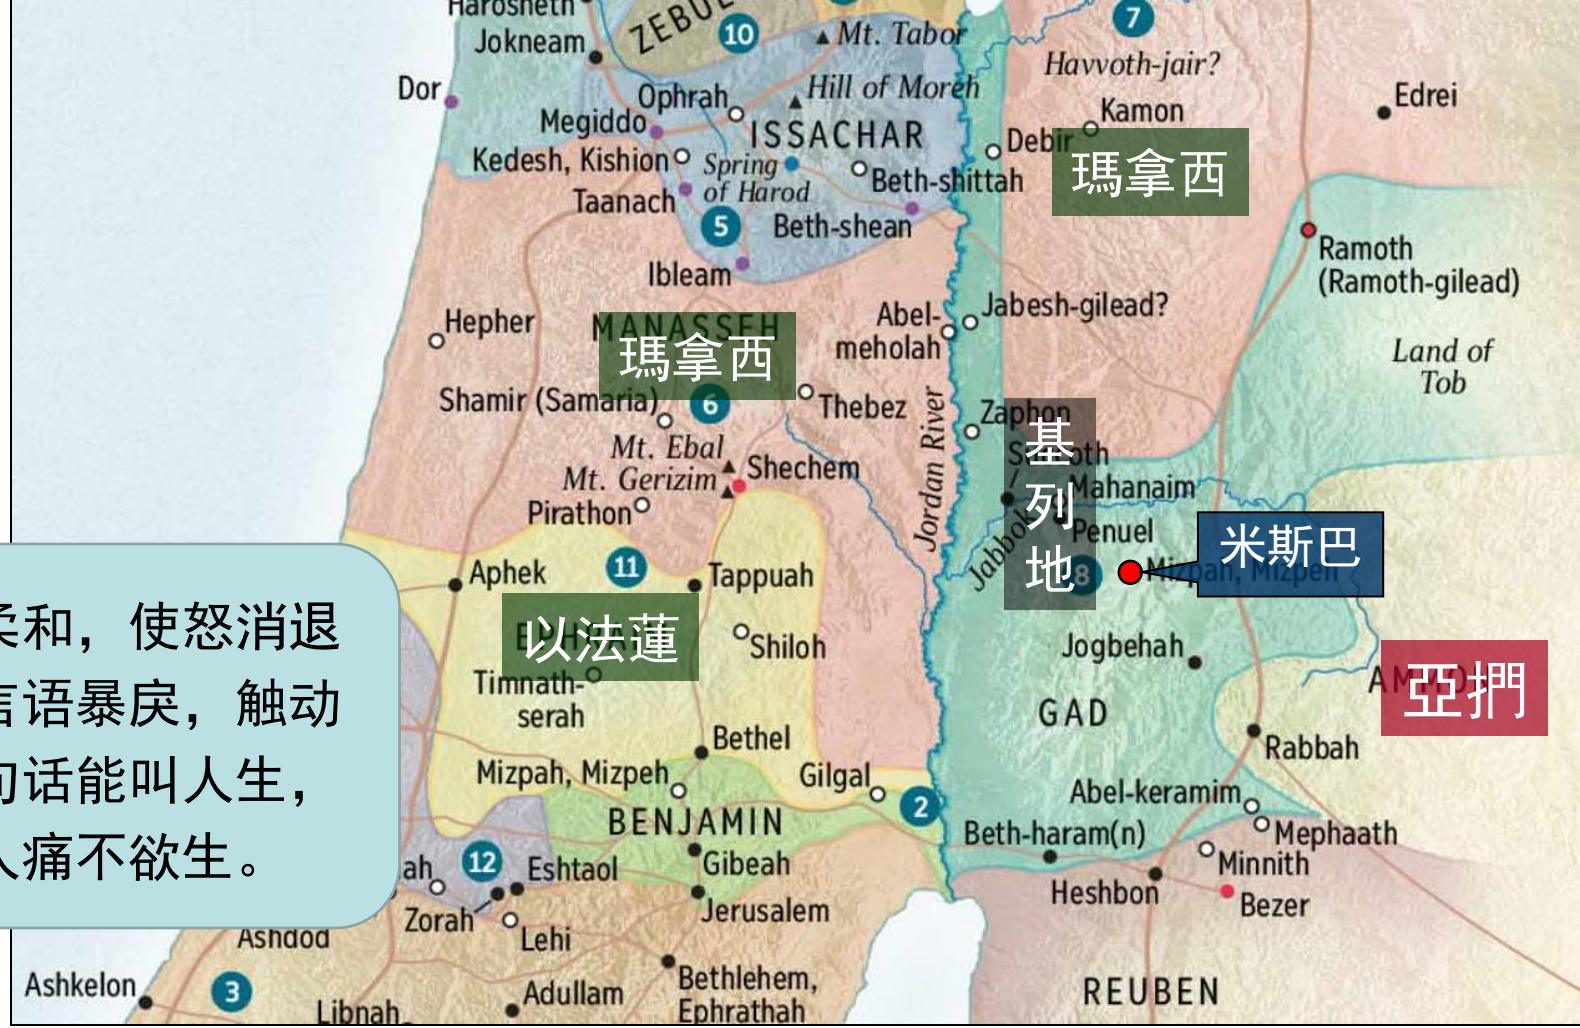 Harosheth
ZEBUL
10
7
Jokneam
Mt. Tabor
Havvoth-jair?
Dor
Ophrah
Hill of Moreh
Kamon
Edrei
Megiddo
ISSACHAR
Debir
Kedesh, Kishion
Spring
of Harod
Beth-shittah
瑪拿西
Taanach
5
Beth-shean
Ramoth
(Ramoth-gilead)
Ibleam
Hepher
MANASSEH
瑪拿西
Abel-
meholah
Jabesh-gilead?
Land of
Tob
Shamir (Samaria)
6
Thebez
Jordan River
Zaphon
Mt. Ebal
Mt. Gerizim
Shechem
基列地
Mahanaim
Pirathon
Penuel
Jabbok
米斯巴
Mizpah, Mizpeh
8
Aphek
11
Tappuah
柔和，使怒消退
言语暴戾，触动
句话能叫人生，
人痛不欲生。
以法蓮
Shiloh
Jogbehah
亞捫
Timnath-
serah
GAD
Bethel
Rabbah
Mizpah, Mizpeh
Gilgal
2
Abel-keramim
BENJAMIN
Beth-haram(n)
Mephaath
12
Eshtaol
Gibeah
Minnith
ah
Heshbon
Bezer
Zorah
Jerusalem
Lehi
Ashdod
Ashkelon
3
Bethlehem,
Ephrathah
Adullam
REUBEN
Libnah